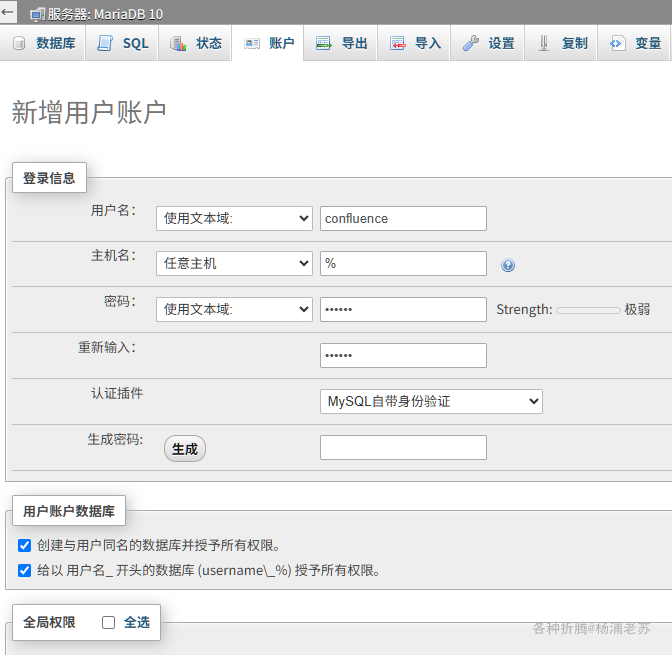 服务器: MariaDB 10
数据库 SQL 状态 账户 导出 导入 设置 复制 变量
新增用户账户
登录信息
用户名: 使用文本域: confluence
主机名: 任意主机 %
密码: 使用文本域: •••••• Strength: 极弱
重新输入: ••••••
认证插件 MySQL自带身份验证
生成密码: 生成
用户账户数据库
创建与用户同名的数据库并授予所有权限。
给以 用户名_ 开头的数据库 (username\_%) 授予所有权限。
全局权限 全选
各种折腾@杨浦老苏